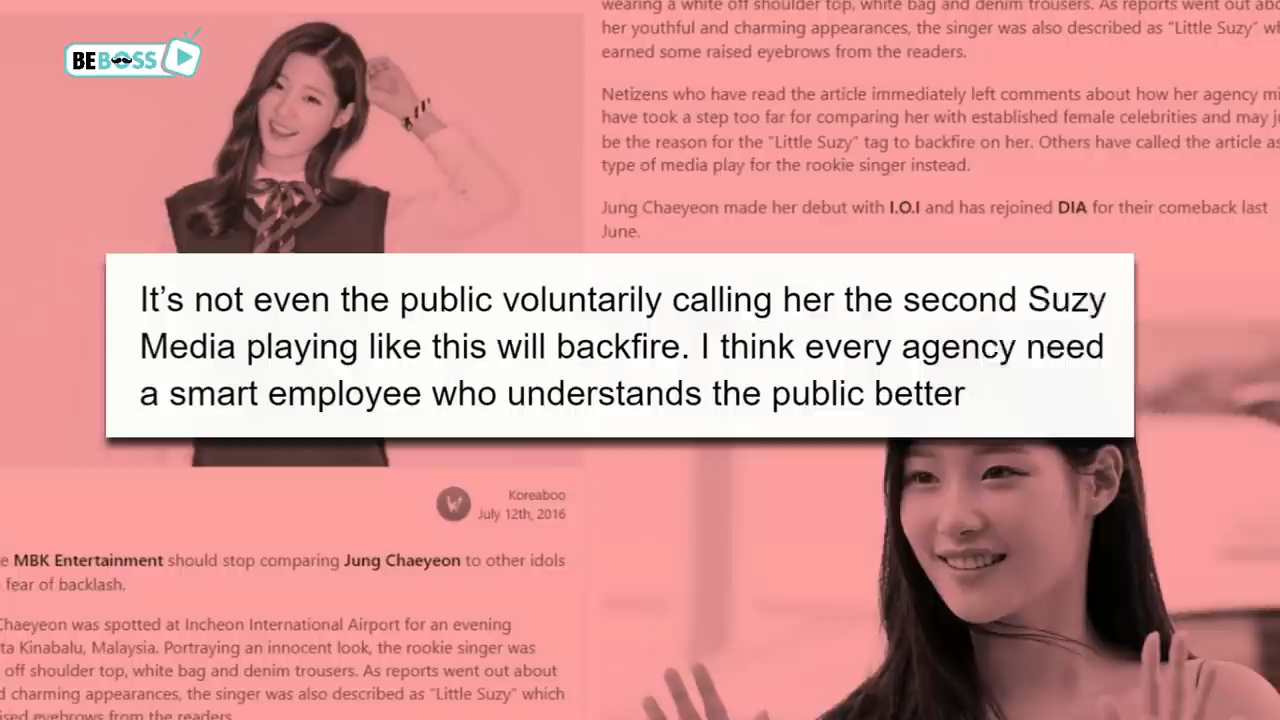 BEBOSS
wearing a white off shoulder top, white bag and denim trousers. As reports went out
her youthful and charming appearances, the singer was also described as "Little Suzy"
earned some raised eyebrows from the readers.
Netizens who have read the article immediately left comments about how her agency
have took a step too far for comparing her with established female celebrities and may
be the reason for the "Little Suzy" tag to backfire on her. Others have called the article
type of media play for the rookie singer instead.
Jung Chaeyeon made her debut with I.O.I and has rejoined DIA for their comeback last
June.
It's not even the public voluntarily calling her the second Suzy
Media playing like this will backfire. I think every agency need
a smart employee who understands the public better
Koreaboo
July 12th, 2016
MBK Entertainment should stop comparing Jung Chaeyeon to other idols
fear of backlash.
Chaeyeon was spotted at Incheon International Airport for an evening
Kinabalu, Malaysia. Portraying an innocent look, the rookie singer was
off shoulder top, white bag and denim trousers. As reports went out about
charming appearances, the singer was also described as "Little Suzy" which
eyebrows from the readers.